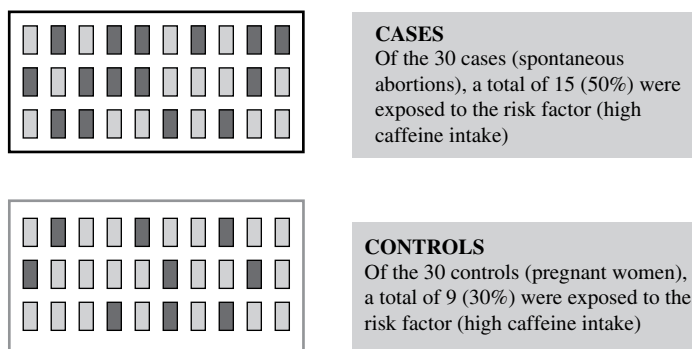 CASES
Of the 30 cases (spontaneous
abortions), a total of 15 (50%) were
exposed to the risk factor (high
caffeine intake)
CONTROLS
Of the 30 controls (pregnant women),
a total of 9 (30%) were exposed to the
risk factor (high caffeine intake)